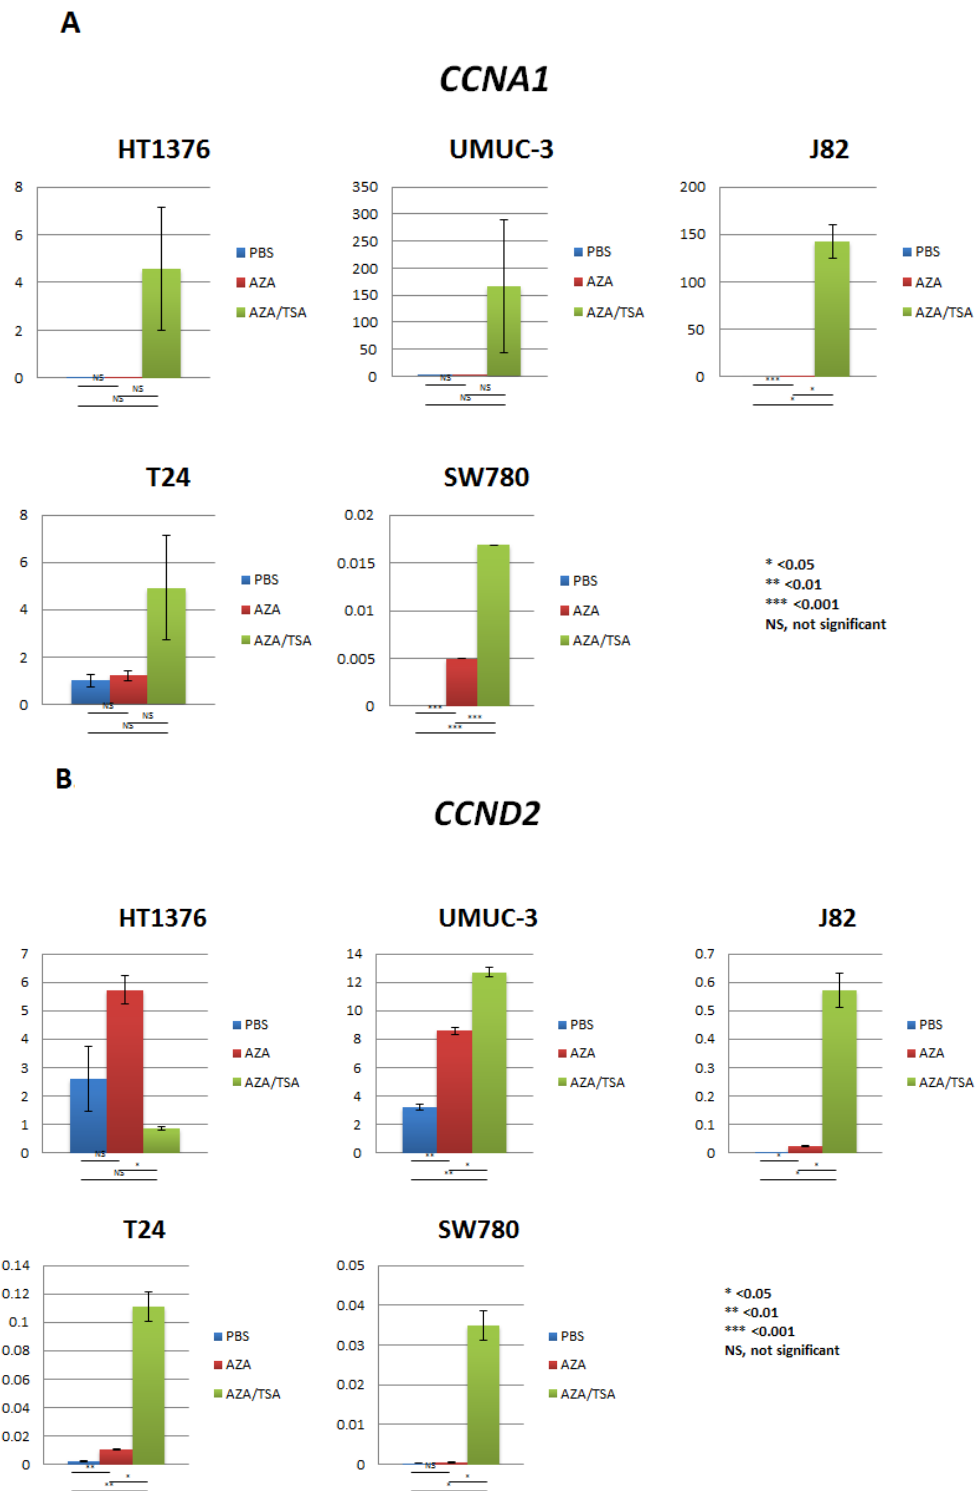 A
CCNA1
HT1376
UMUC-3
J82
8
6
4
2
0
PBS
AZA
AZA/TSA
NS
NS
NS
350
300
250
200
150
100
50
0
PBS
AZA
AZA/TSA
NS
NS
NS
200
150
100
50
0
PBS
AZA
AZA/TSA
***
*
*
T24
SW780
8
6
4
2
0
PBS
AZA
AZA/TSA
NS
NS
NS
0.02
0.015
0.01
0.005
0
PBS
AZA
AZA/TSA
***
***
***
* <0.05
** <0.01
*** <0.001
NS, not significant
B
CCND2
HT1376
UMUC-3
J82
7
6
5
4
3
2
1
0
PBS
AZA
AZA/TSA
NS
*
NS
14
12
10
8
6
4
2
0
PBS
AZA
AZA/TSA
**
*
**
0.7
0.6
0.5
0.4
0.3
0.2
0.1
0
PBS
AZA
AZA/TSA
*
*
*
T24
SW780
0.14
0.12
0.1
0.08
0.06
0.04
0.02
0
PBS
AZA
AZA/TSA
**
*
**
0.05
0.04
0.03
0.02
0.01
0
PBS
AZA
AZA/TSA
NS
*
*
* <0.05
** <0.01
*** <0.001
NS, not significant